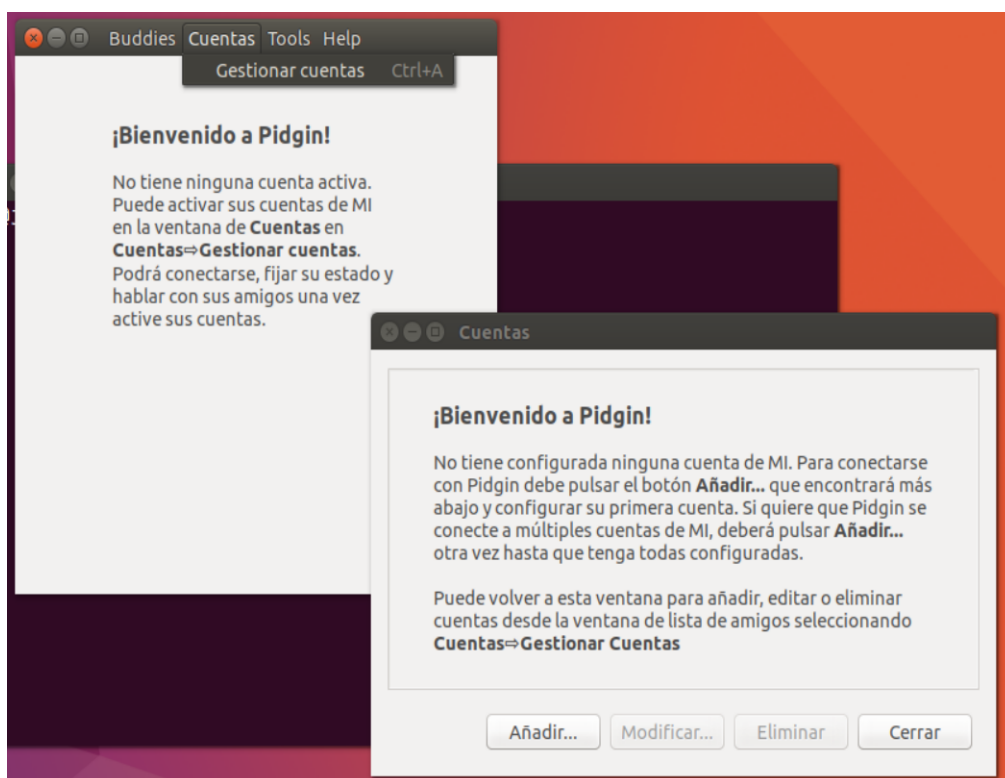 Buddies Cuentas Tools Help
Gestionar cuentas Ctrl+A
¡Bienvenido a Pidgin!
No tiene ninguna cuenta activa.
Puede activar sus cuentas de MI
en la ventana de Cuentas en
Cuentas⇨Gestionar cuentas.
Podrá conectarse, fijar su estado y
hablar con sus amigos una vez
active sus cuentas.
Cuentas
¡Bienvenido a Pidgin!
No tiene configurada ninguna cuenta de MI. Para conectarse
con Pidgin debe pulsar el botón Añadir... que encontrará más
abajo y configurar su primera cuenta. Si quiere que Pidgin se
conecte a múltiples cuentas de MI, deberá pulsar Añadir...
otra vez hasta que tenga todas configuradas.
Puede volver a esta ventana para añadir, editar o eliminar
cuentas desde la ventana de lista de amigos seleccionando
Cuentas⇨Gestionar Cuentas
Añadir... Modificar... Eliminar Cerrar